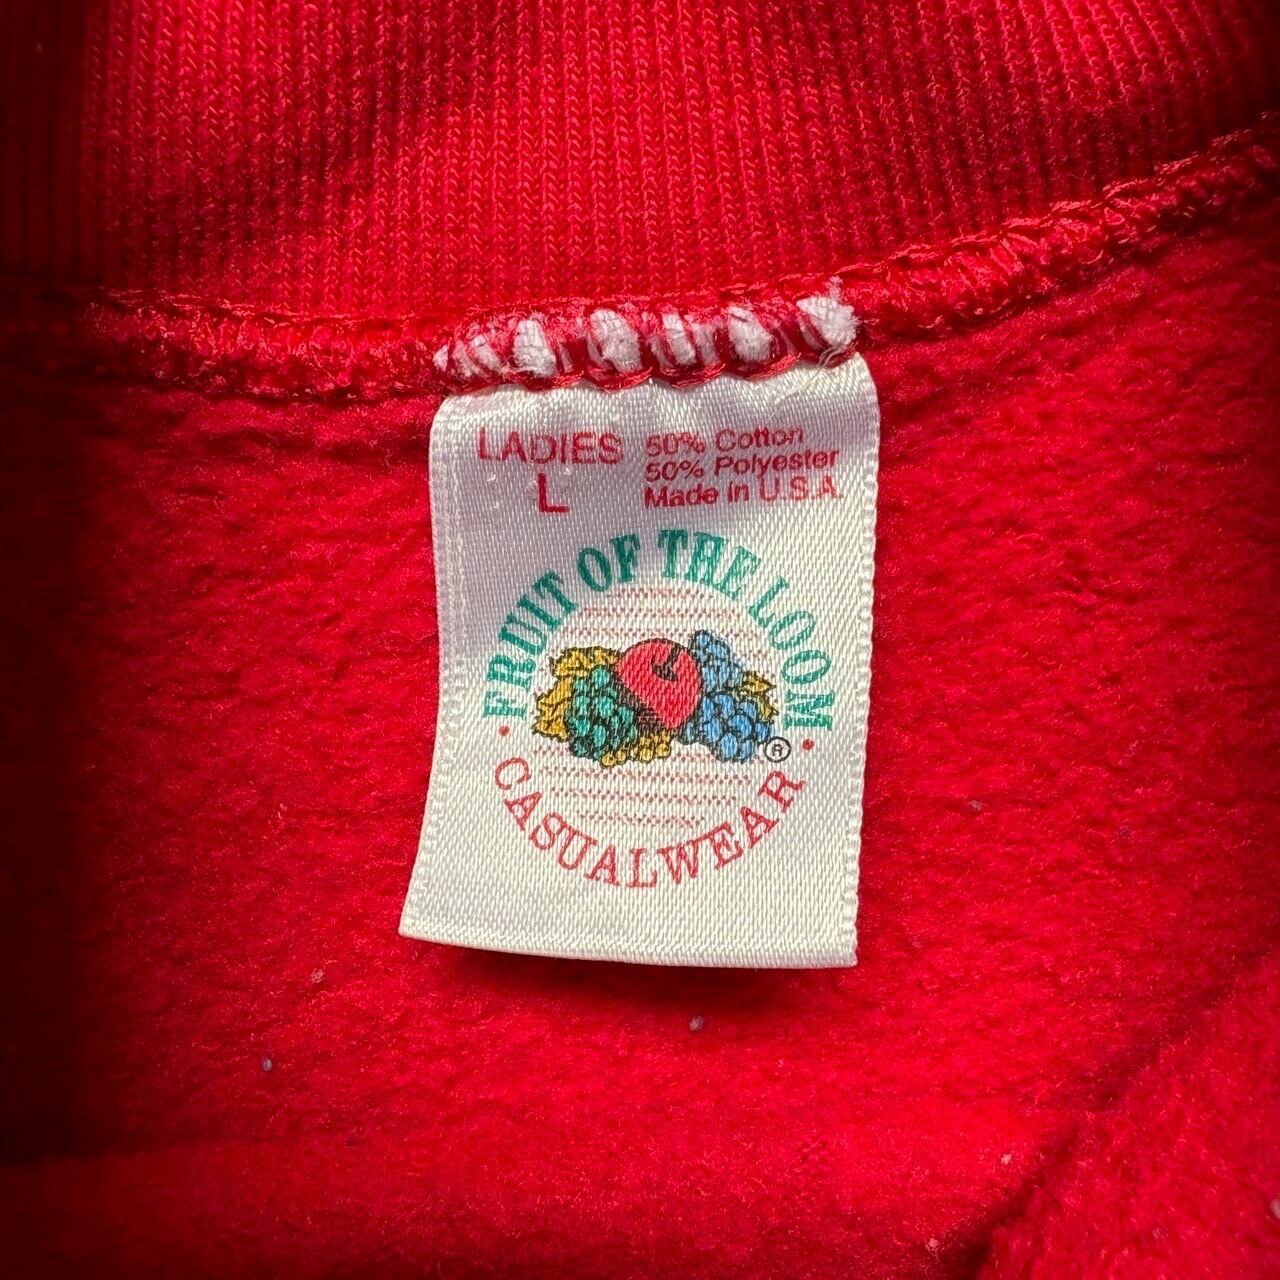 LADIES
L
50% Cotton
50% Polyester
Made in U.S.A.
FRUIT OF THE LOOM
®
CASUALWEAR